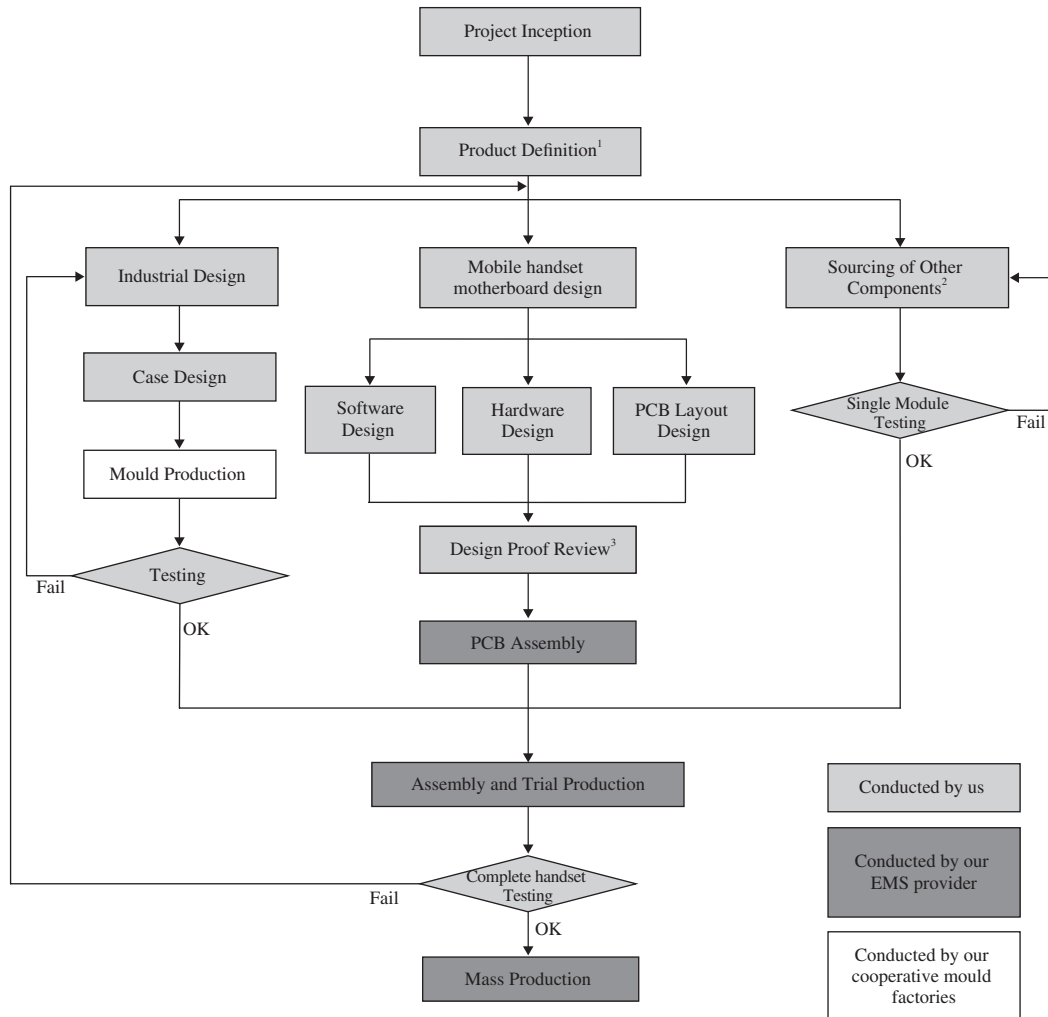 Project Inception
Product Definition1
Industrial Design
Mobile handset
motherboard design
Sourcing of Other
Components2
Case Design
Software
Design
Hardware
Design
PCB Layout
Design
Single Module
Testing
Fail
OK
Mould Production
Design Proof Review3
Testing
Fail
OK
PCB Assembly
Assembly and Trial Production
Complete handset
Testing
Fail
OK
Mass Production
Conducted by us
Conducted by our
EMS provider
Conducted by our
cooperative mould
factories